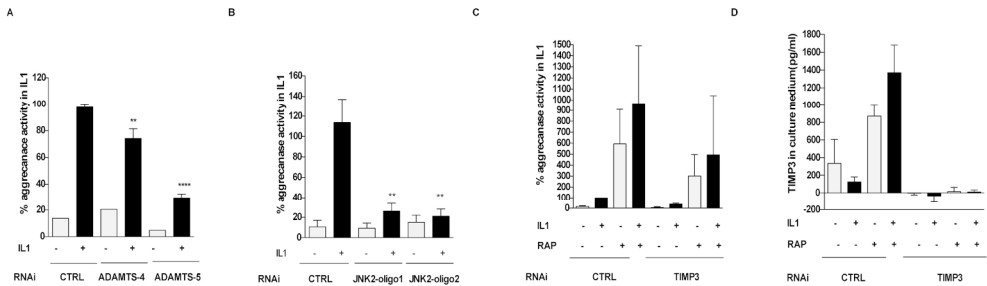 A
B
C
D
% aggrecanace activity in IL1
120
100
80
60
40
20
0
**
****
IL1
- + - + - +
RNAi
CTRL ADAMTS-4 ADAMTS-5
% aggrecanase activity in IL1
160
140
120
100
80
60
40
20
0
**
**
- + - + - +
IL1
RNAi
CTRL JNK2-oligo1 JNK2-oligo2
% aggrecanase activity in IL1
1500
1400
1300
1200
1100
1000
900
800
700
600
500
400
300
200
100
0
IL1
- + - + - + - +
RAP
- - + + - - + +
RNAi
CTRL TIMP3
TIMP3 in culture medium(pg/ml)
1800
1600
1400
1200
1000
800
600
400
200
0
-200
IL1
- + - + - + - +
RAP
- - + + - - + +
RNAi
CTRL TIMP3